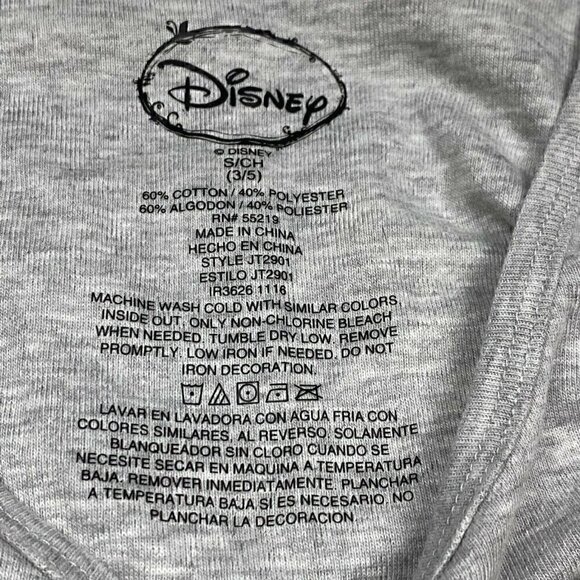 Disney
© DISNEY
S/CH
(3/5)
60% COTTON / 40% POLYESTER
60% ALGODON / 40% POLIESTER
RN# 55219
MADE IN CHINA
HECHO EN CHINA
STYLE JT2901
ESTILO JT2901
IR3626 1116
MACHINE WASH COLD WITH SIMILAR COLORS,
INSIDE OUT. ONLY NON-CHLORINE BLEACH
WHEN NEEDED. TUMBLE DRY LOW. REMOVE
PROMPTLY. LOW IRON IF NEEDED. DO NOT
IRON DECORATION.
LAVAR EN LAVADORA CON AGUA FRIA CON
COLORES SIMILARES, AL REVERSO. SOLAMENTE
BLANQUEADOR SIN CLORO CUANDO SE
NECESITE SECAR EN MAQUINA A TEMPERATURA
BAJA. REMOVER INMEDIATAMENTE. PLANCHAR
A TEMPERATURA BAJA SI ES NECESARIO. NO
PLANCHAR LA DECORACION.